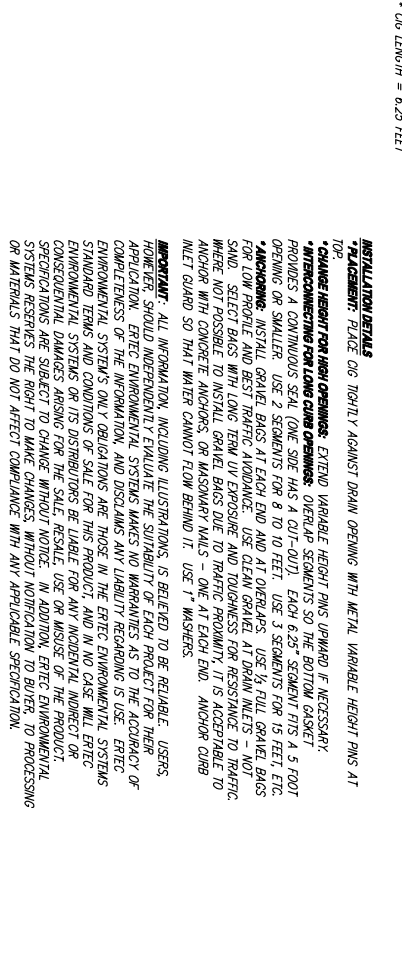 * CIG LENGTH = 6.25 FEET
INSTALLATION DETAILS
*PLACEMENT: PLACE CIG TIGHTLY AGAINST DRAIN OPENING WITH METAL VARIABLE HEIGHT PINS AT
TOP.
*CHANGE HEIGHT FOR HIGH OPENINGS: EXTEND VARIABLE HEIGHT PINS UPWARD IF NECESSARY.
*INTERCONNECTING FOR LONG CURB OPENINGS: OVERLAP SEGMENTS SO THE BOTTOM GASKET
PROVIDES A CONTINUOUS SEAL (ONE SIDE HAS A CUT-OUT). EACH 6.25" SEGMENT FITS A 5 FOOT
OPENING OR SMALLER. USE 2 SEGMENTS FOR 8 TO 10 FEET. USE 3 SEGMENTS FOR 15 FEET, ETC.
*ANCHORING: INSTALL GRAVEL BAGS AT EACH END AND AT OVERLAPS. USE ⅓ FULL GRAVEL BAGS
FOR LOW PROFILE AND BEST TRAFFIC AVOIDANCE. USE CLEAN GRAVEL AT DRAIN INLETS – NOT
SAND. SELECT BAGS WITH LONG TERM UV EXPOSURE AND TOUGHNESS FOR RESISTANCE TO TRAFFIC.
WHERE NOT POSSIBLE TO INSTALL GRAVEL BAGS DUE TO TRAFFIC PROXIMITY, IT IS ACCEPTABLE TO
ANCHOR WITH CONCRETE ANCHORS, OR MASONARY NAILS – ONE AT EACH END. ANCHOR CURB
INLET GUARD SO THAT WATER CANNOT FLOW BEHIND IT. USE 1" WASHERS.
IMPORTANT: ALL INFORMATION, INCLUDING ILLUSTRATIONS, IS BELIEVED TO BE RELIABLE. USERS,
HOWEVER, SHOULD INDEPENDENTLY EVALUATE THE SUITABILITY OF EACH PROJECT FOR THEIR
APPLICATION. ERTEC ENVIRONMENTAL SYSTEMS MAKES NO WARRANTIES AS TO THE ACCURACY OF
COMPLETENESS OF THE INFORMATION, AND DISCLAIMS ANY LIABILITY REGARDING IS USE. ERTEC
ENVIRONMENTAL SYSTEM'S ONLY OBLIGATIONS ARE THOSE IN THE ERTEC ENVIRONMENTAL SYSTEMS
STANDARD TERMS AND CONDITIONS OF SALE FOR THIS PRODUCT, AND IN NO CASE WILL ERTEC
ENVIRONMENTAL SYSTEMS OR ITS DISTRIBUTORS BE LIABLE FOR ANY INCIDENTAL INDIRECT OR
CONSEQUENTIAL DAMAGES ARISING FOR THE SALE, RESALE, USE OR MISUSE OF THE PRODUCT.
SPECIFICATIONS ARE SUBJECT TO CHANGE WITHOUT NOTICE. IN ADDITION, ERTEC ENVIRONMENTAL
SYSTEMS RESERVES THE RIGHT TO MAKE CHANGES, WITHOUT NOTIFICATION TO BUYER, TO PROCESSING
OR MATERIALS THAT DO NOT AFFECT COMPLIANCE WITH ANY APPLICABLE SPECIFICATION.